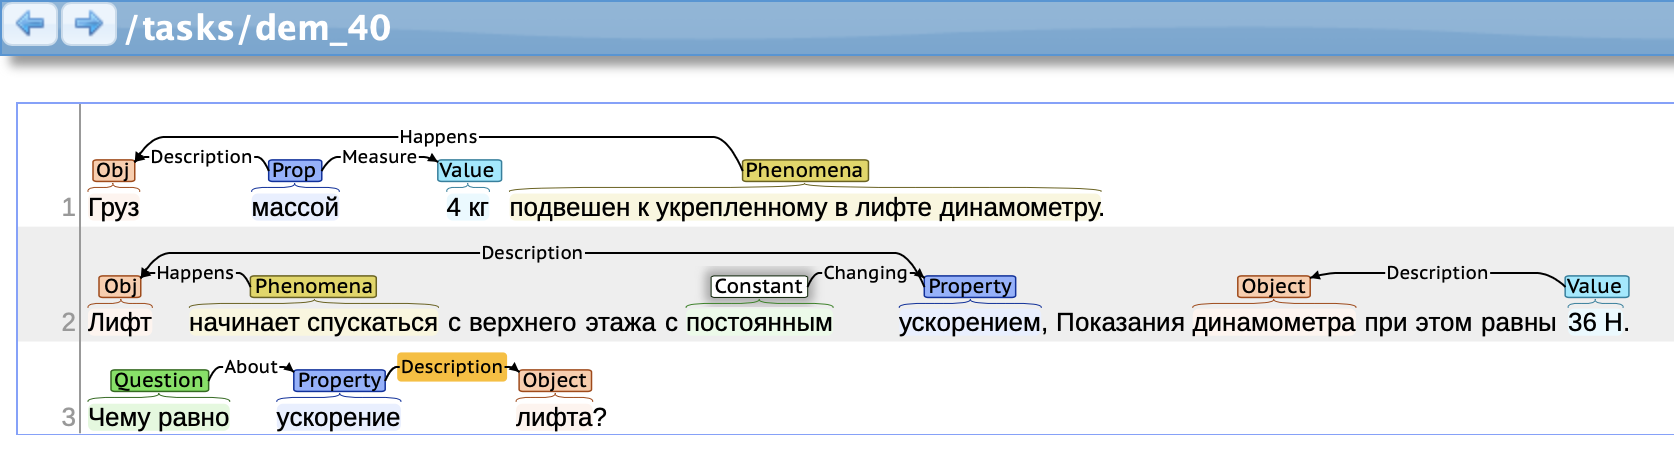 /tasks/dem_40
Happens
Description Measure
Obj Prop Value Phenomena
1 Груз массой 4 кг подвешен к укрепленному в лифте динамометру.
Description
Happens Changing Description
Obj Phenomena Constant Property Object Value
2 Лифт начинает спускаться с верхнего этажа с постоянным ускорением, Показания динамометра при этом равны 36 Н.
About Description
Question Property Object
3 Чему равно ускорение лифта?